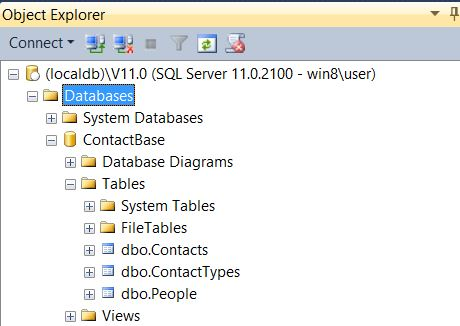 Object Explorer
Connect
(localdb)\V11.0 (SQL Server 11.0.2100 - win8\user)
Databases
System Databases
ContactBase
Database Diagrams
Tables
System Tables
FileTables
dbo.Contacts
dbo.ContactTypes
dbo.People
Views